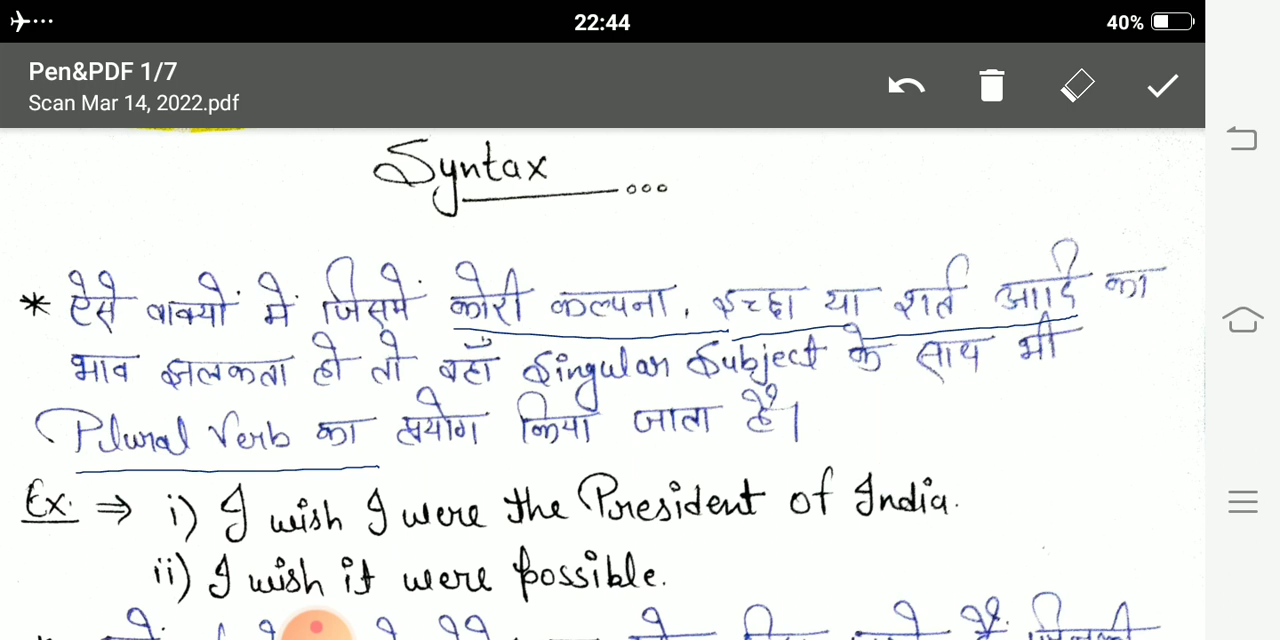 22:44
40%
Pen&PDF 1/7
Scan Mar 14, 2022.pdf
Syntax
* ऐसे वाक्यों में जिसमें कोरी कल्पना, इच्छा या शर्त आदि का
भाव झलकता हो तो वहाँ Singular Subject के साथ भी
Plural Verb का प्रयोग किया जाता है।
Ex. ⇒ i) I wish I were the President of India.
ii) I wish it were possible.